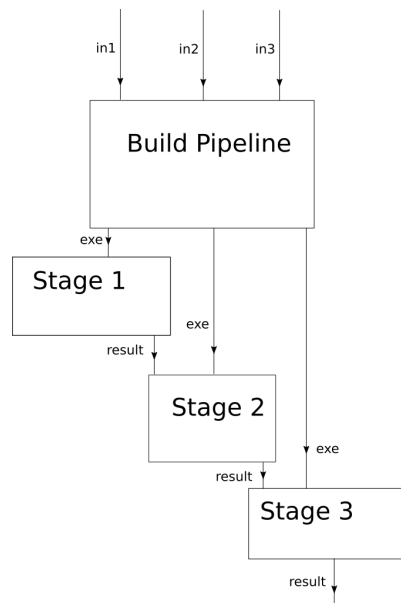 in1
in2
in3
Build Pipeline
exe
Stage 1
exe
result
Stage 2
exe
result
Stage 3
result